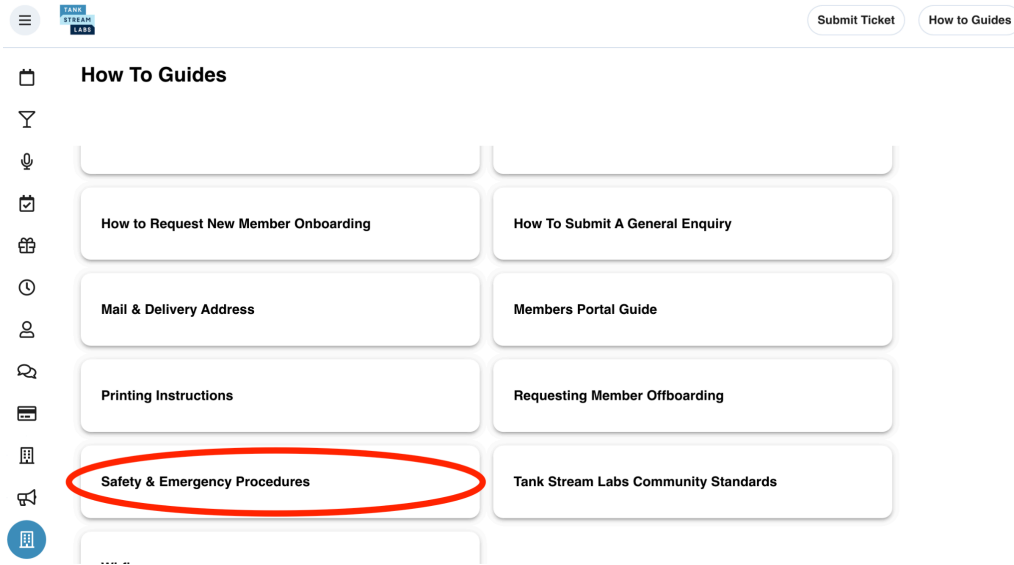 TANK
STREAM
LABS
Submit Ticket
How to Guides
How To Guides
How to Request New Member Onboarding
How To Submit A General Enquiry
Mail & Delivery Address
Members Portal Guide
Printing Instructions
Requesting Member Offboarding
Safety & Emergency Procedures
Tank Stream Labs Community Standards